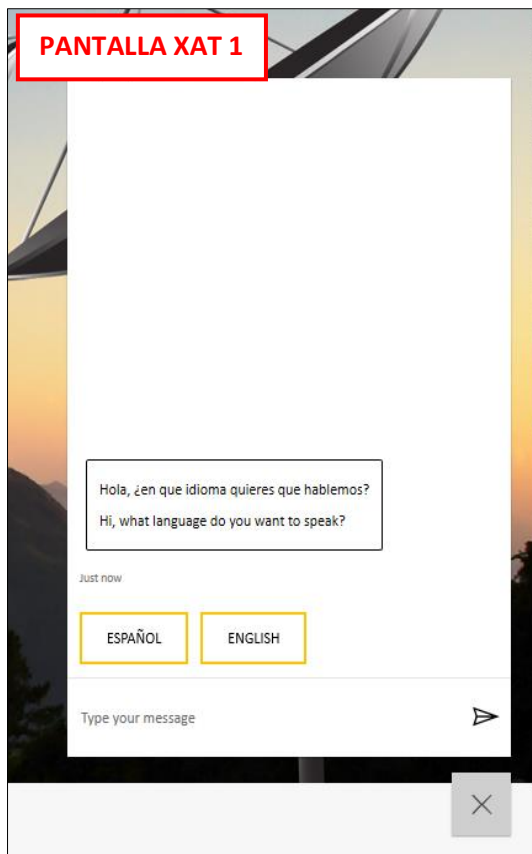 PANTALLA XAT 1
Hola, ¿en que idioma quieres que hablemos?
Hi, what language do you want to speak?
Just now
ESPAÑOL
ENGLISH
Type your message